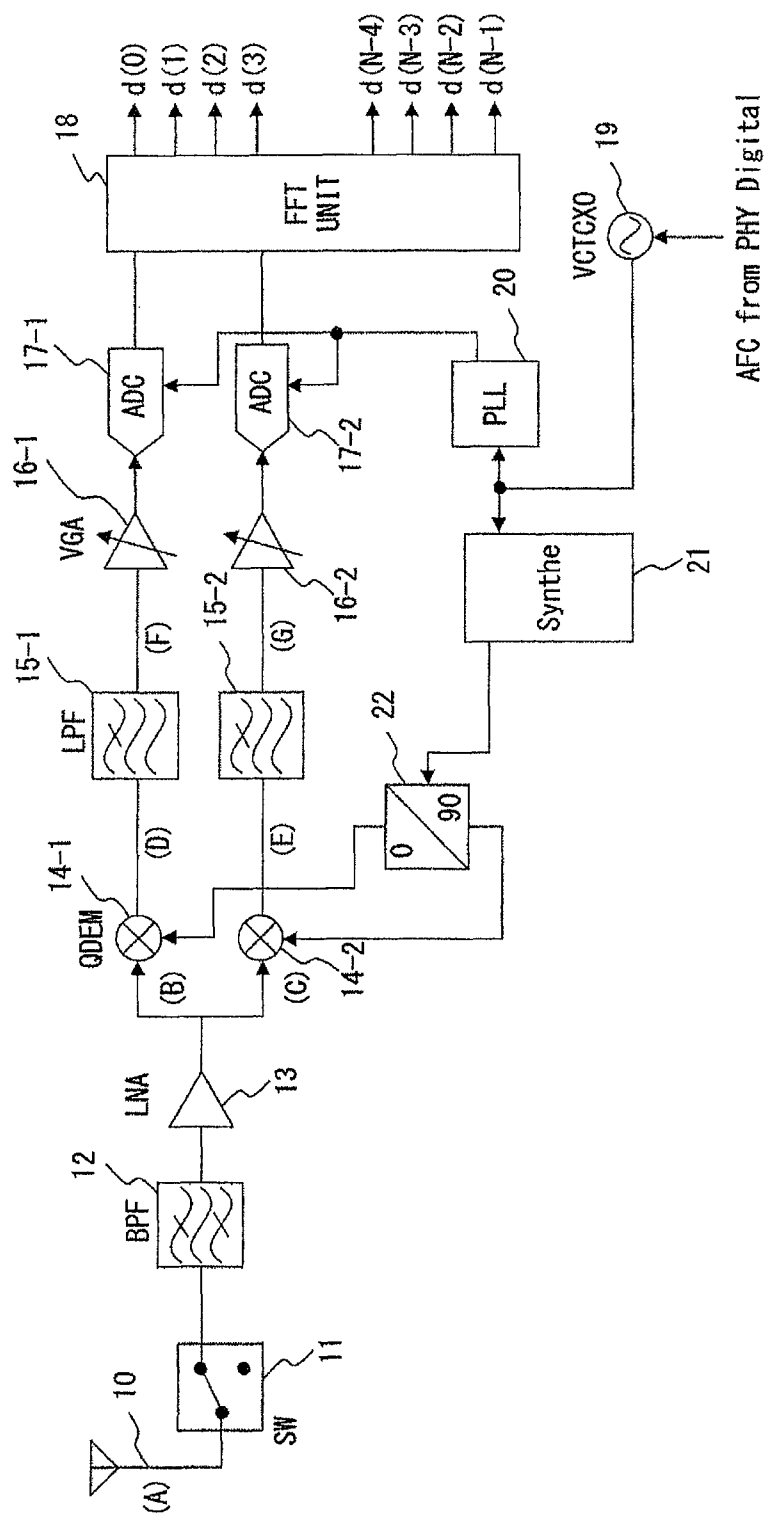 (A)
10
SW
11
BPF
12
LNA
13
(B)
(C)
QDEM
14-1
14-2
(D)
(E)
0
90
22
LPF
15-1
15-2
(F)
(G)
VGA
16-1
16-2
Synthe
21
ADC
17-1
ADC
17-2
PLL
20
FFT
UNIT
18
VCTCXO
19
AFC from PHY Digital
d(0)
d(1)
d(2)
d(3)
d(N-4)
d(N-3)
d(N-2)
d(N-1)